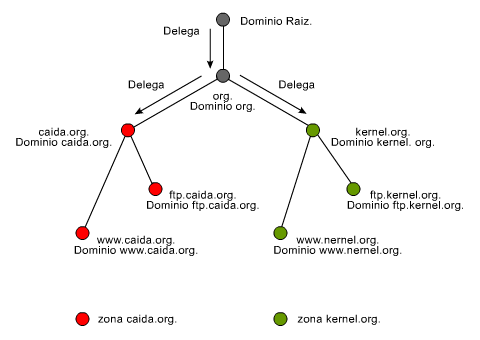 Dominio Raiz.
Delega
Delega
Delega
org.
Dominio org.
caida.org.
Dominio caida.org.
kernel.org.
Dominio kernel. org.
ftp.caida.org.
Dominio ftp.caida.org.
ftp.kernel.org.
Dominio ftp.kernel.org.
www.caida.org.
Dominio www.caida.org.
www.nernel.org.
Dominio www.nernel.org.
zona caida.org.
zona kernel.org.